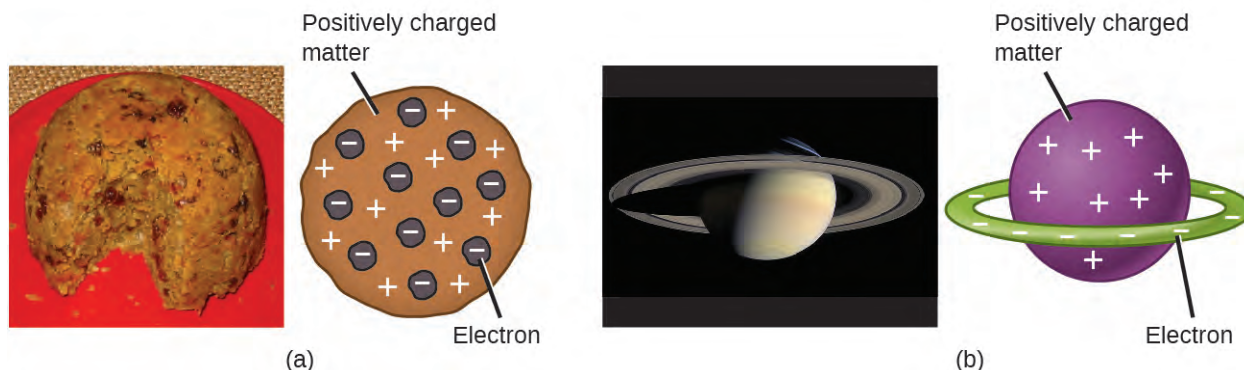 Positively charged
matter
Electron
(a)
Positively charged
matter
Electron
(b)